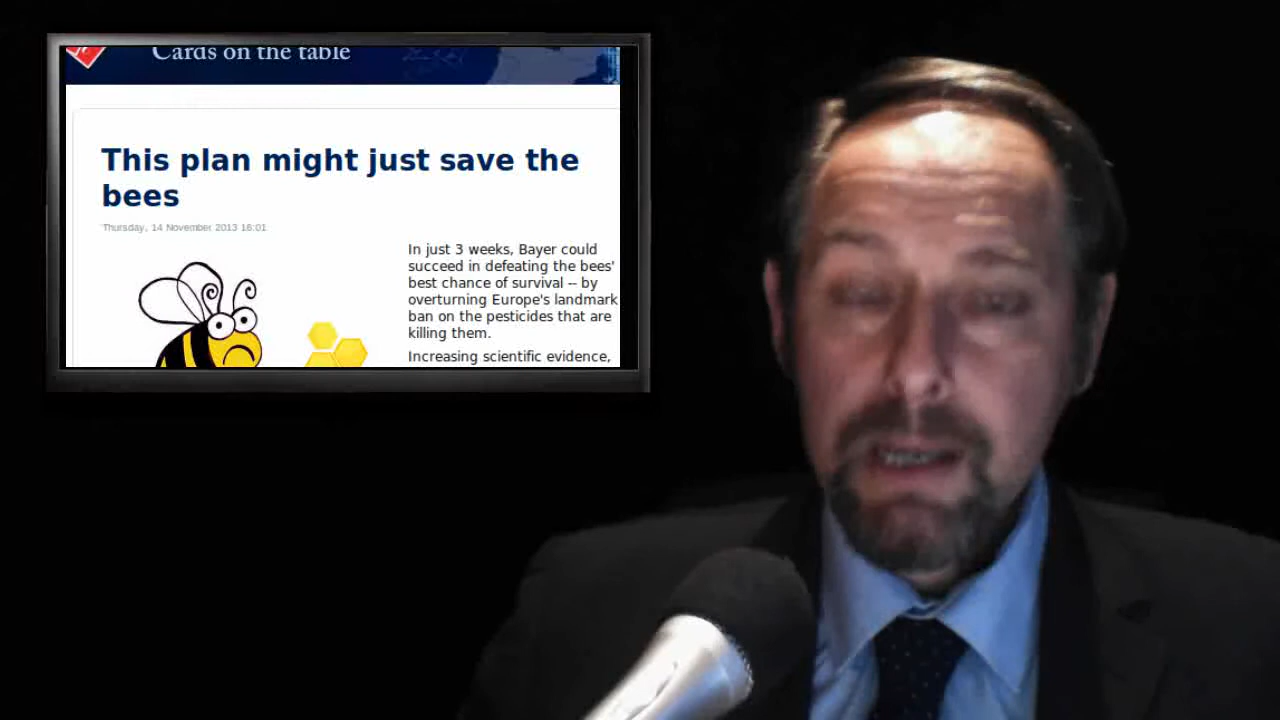 Cards on the table
This plan might just save the
bees
Thursday, 14 November 2013 16:01
In just 3 weeks, Bayer could
succeed in defeating the bees'
best chance of survival -- by
overturning Europe's landmark
ban on the pesticides that are
killing them.
Increasing scientific evidence,